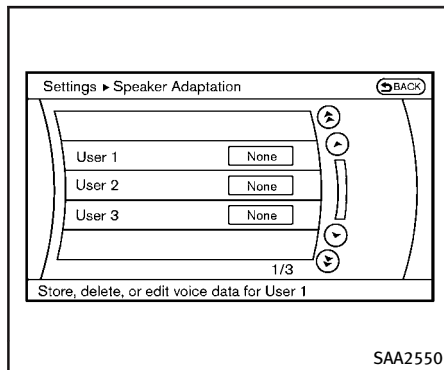 Settings ▸ Speaker Adaptation
BACK
User 1 None
User 2 None
User 3 None
1/3
Store, delete, or edit voice data for User 1
SAA2550